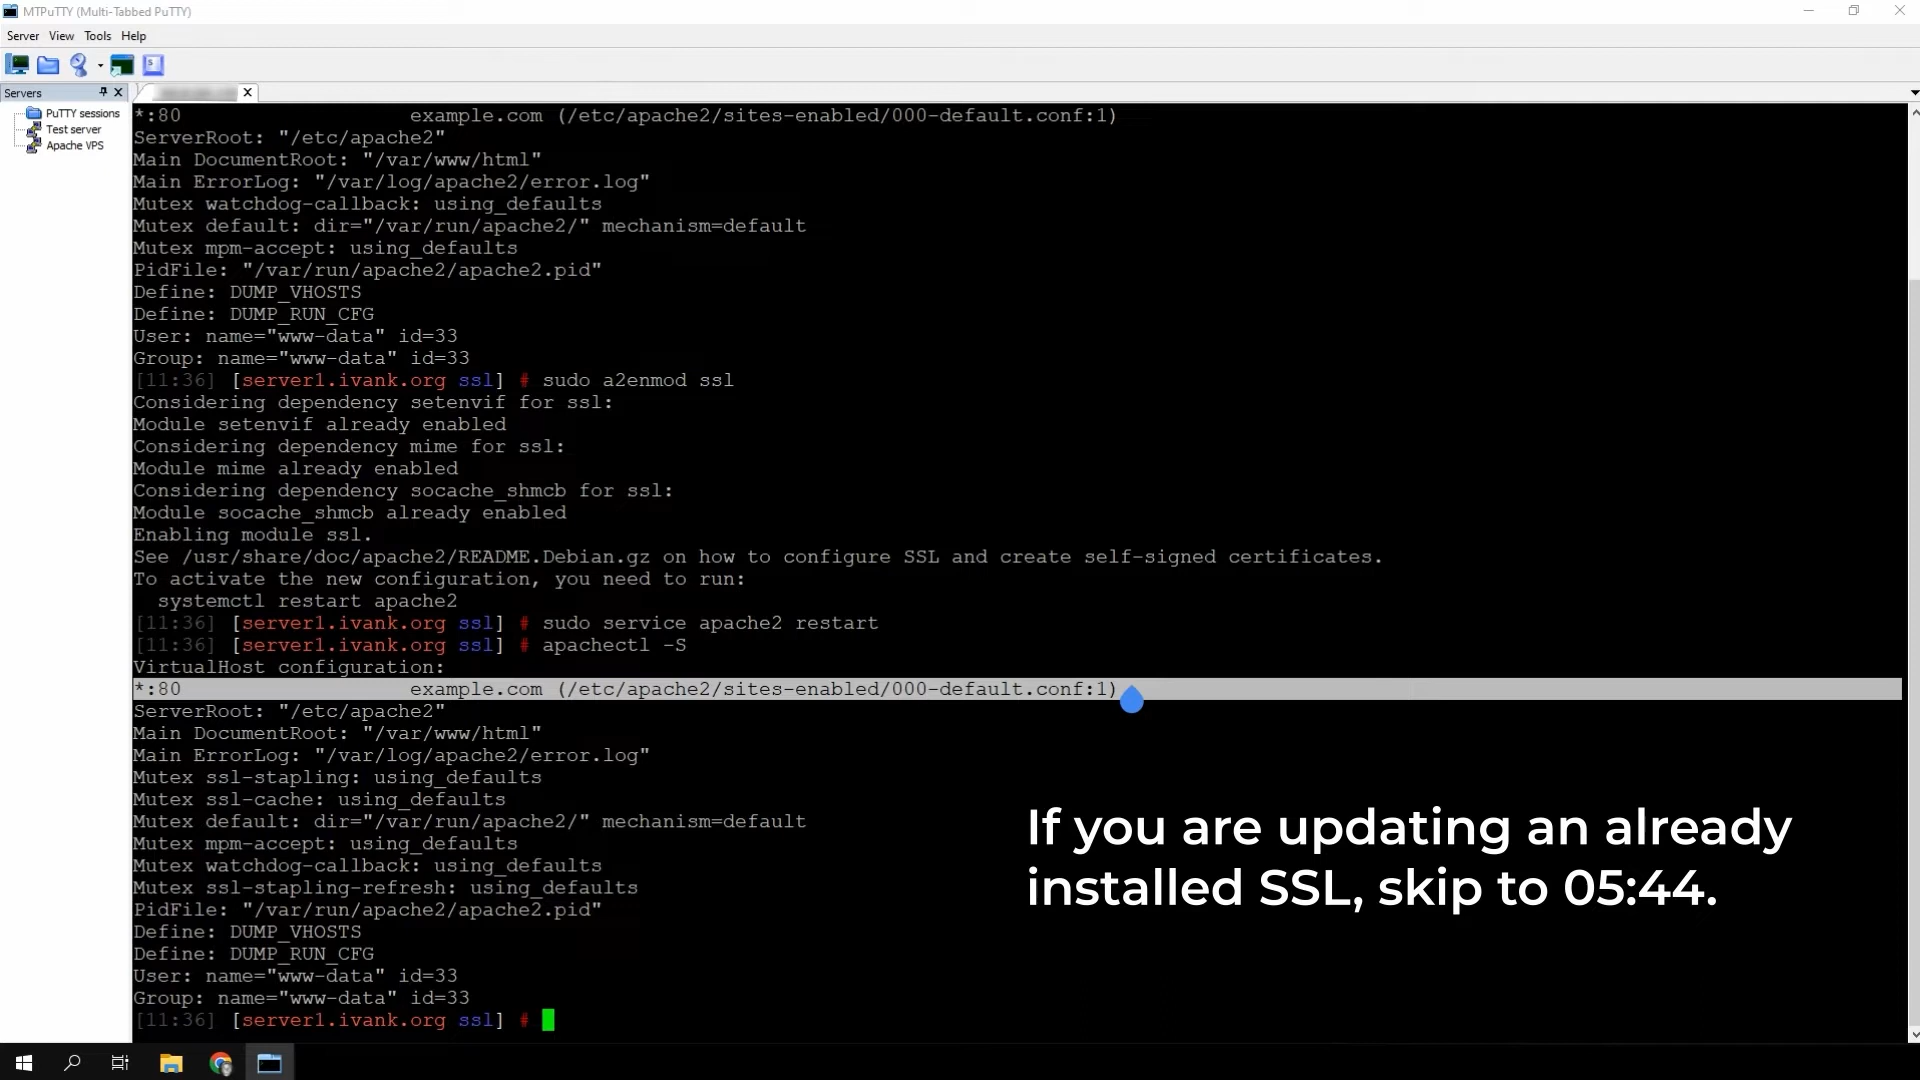 MTPuTTY (Multi-Tabbed PuTTY)
Server View Tools Help
Servers
PuTTY sessions
Test server
Apache VPS
*:80                   example.com (/etc/apache2/sites-enabled/000-default.conf:1)
ServerRoot: "/etc/apache2"
Main DocumentRoot: "/var/www/html"
Main ErrorLog: "/var/log/apache2/error.log"
Mutex watchdog-callback: using_defaults
Mutex default: dir="/var/run/apache2/" mechanism=default
Mutex mpm-accept: using_defaults
PidFile: "/var/run/apache2/apache2.pid"
Define: DUMP_VHOSTS
Define: DUMP_RUN_CFG
User: name="www-data" id=33
Group: name="www-data" id=33
[11:36] [server1.ivank.org ssl] # sudo a2enmod ssl
Considering dependency setenvif for ssl:
Module setenvif already enabled
Considering dependency mime for ssl:
Module mime already enabled
Considering dependency socache_shmcb for ssl:
Module socache_shmcb already enabled
Enabling module ssl.
See /usr/share/doc/apache2/README.Debian.gz on how to configure SSL and create self-signed certificates.
To activate the new configuration, you need to run:
  systemctl restart apache2
[11:36] [server1.ivank.org ssl] # sudo service apache2 restart
[11:36] [server1.ivank.org ssl] # apachectl -S
VirtualHost configuration:
*:80                   example.com (/etc/apache2/sites-enabled/000-default.conf:1)
ServerRoot: "/etc/apache2"
Main DocumentRoot: "/var/www/html"
Main ErrorLog: "/var/log/apache2/error.log"
Mutex ssl-stapling: using_defaults
Mutex ssl-cache: using_defaults
Mutex default: dir="/var/run/apache2/" mechanism=default
Mutex mpm-accept: using_defaults
Mutex watchdog-callback: using_defaults
Mutex ssl-stapling-refresh: using_defaults
PidFile: "/var/run/apache2/apache2.pid"
Define: DUMP_VHOSTS
Define: DUMP_RUN_CFG
User: name="www-data" id=33
Group: name="www-data" id=33
[11:36] [server1.ivank.org ssl] #
If you are updating an already
installed SSL, skip to 05:44.